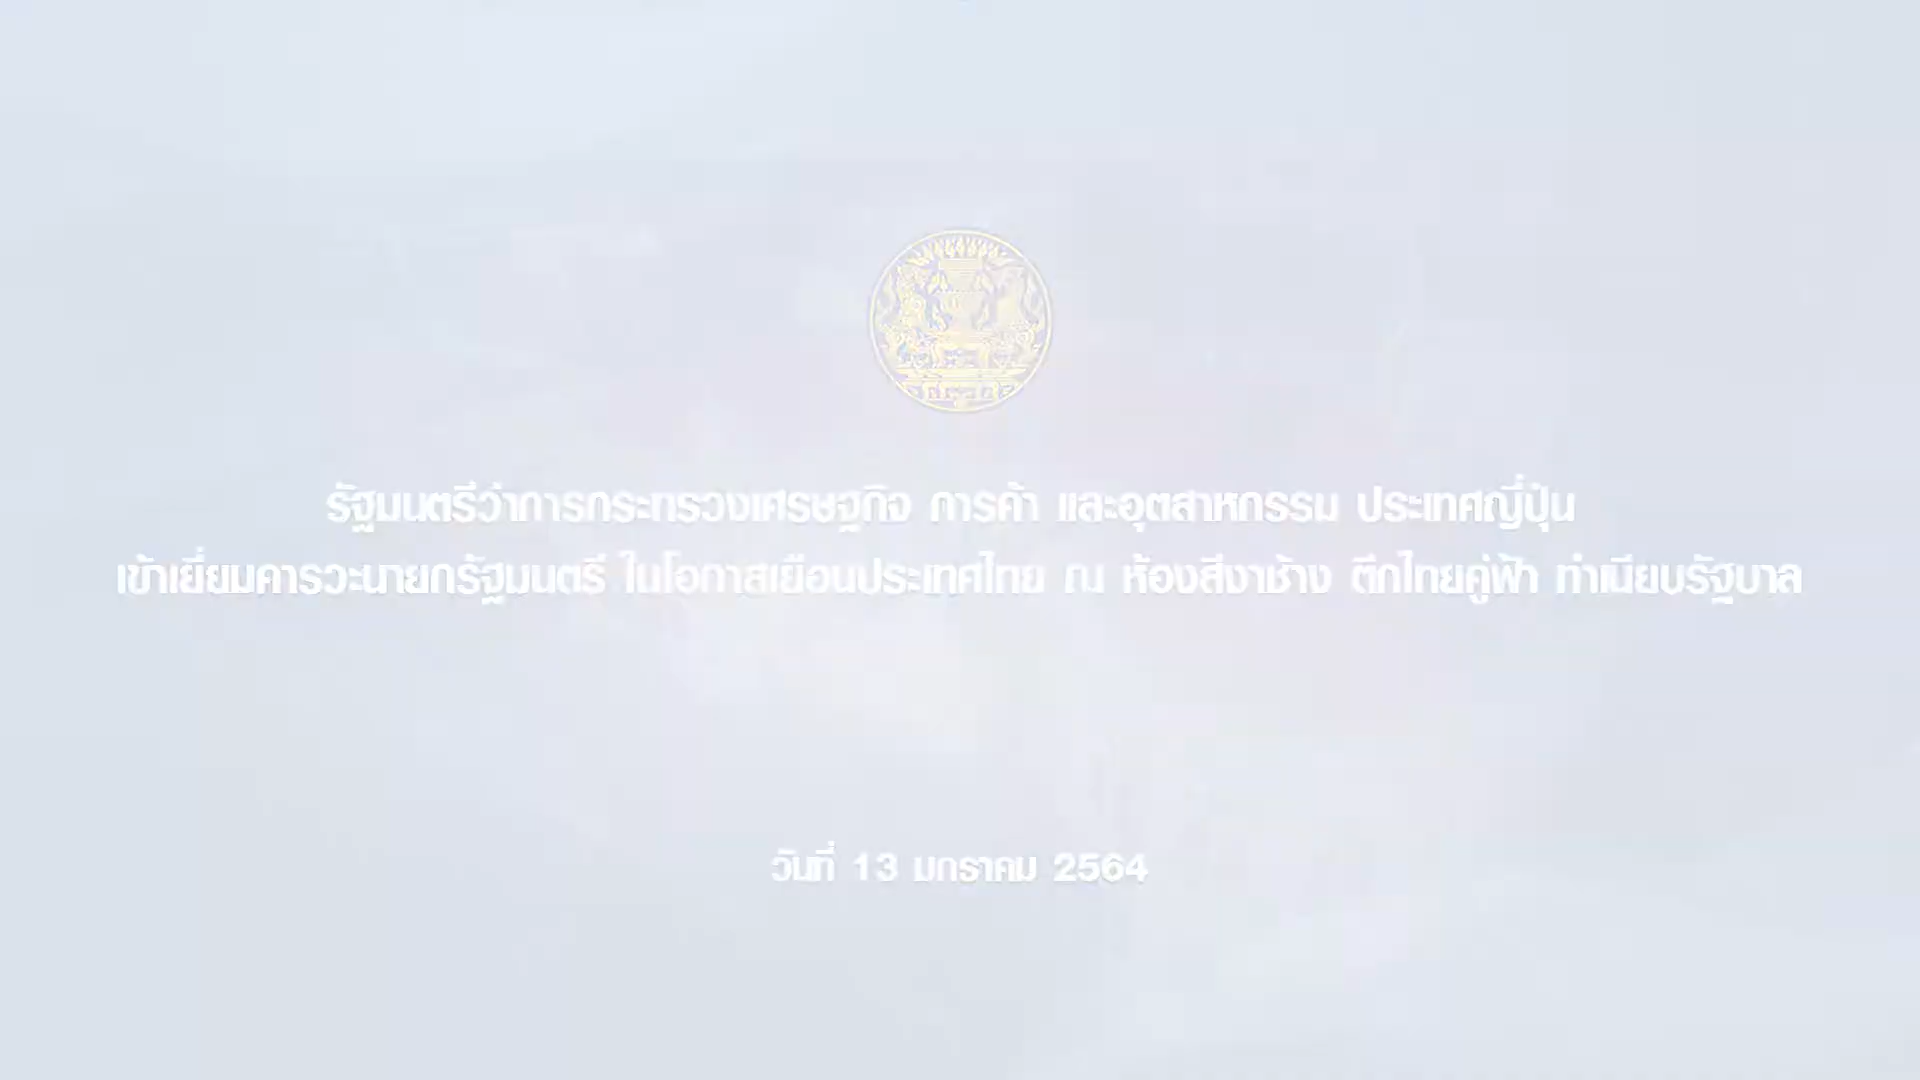 รัฐมนตรีว่าการกระทรวงเศรษฐกิจ การค้า และอุตสาหกรรม ประเทศญี่ปุ่น
เข้าเยี่ยมคารวะนายกรัฐมนตรี ในโอกาสเยือนประเทศไทย ณ ห้องสีงาช้าง ตึกไทยคู่ฟ้า ทำเนียบรัฐบาล
วันที่ 13 มกราคม 2564